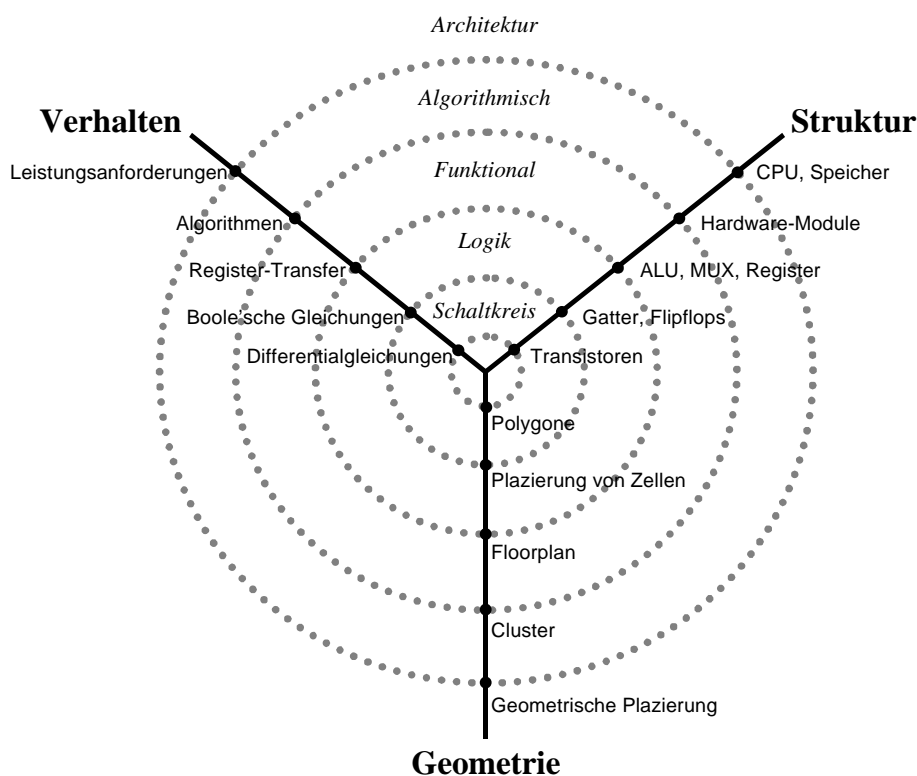 Architektur
Algorithmisch
Verhalten
Struktur
Funktional
Leistungsanforderungen
CPU, Speicher
Algorithmen
Hardware-Module
Logik
Register-Transfer
ALU, MUX, Register
Schaltkreis
Boole'sche Gleichungen
Gatter, Flipflops
Differentialgleichungen
Transistoren
Polygone
Plazierung von Zellen
Floorplan
Cluster
Geometrische Plazierung
Geometrie